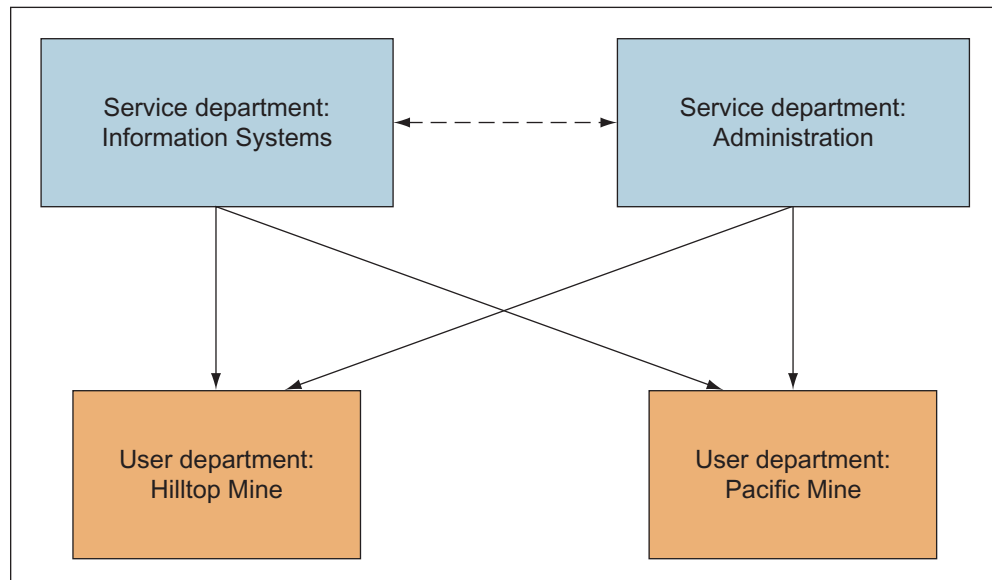 Service department:
Information Systems
Service department:
Administration
User department:
Hilltop Mine
User department:
Pacific Mine